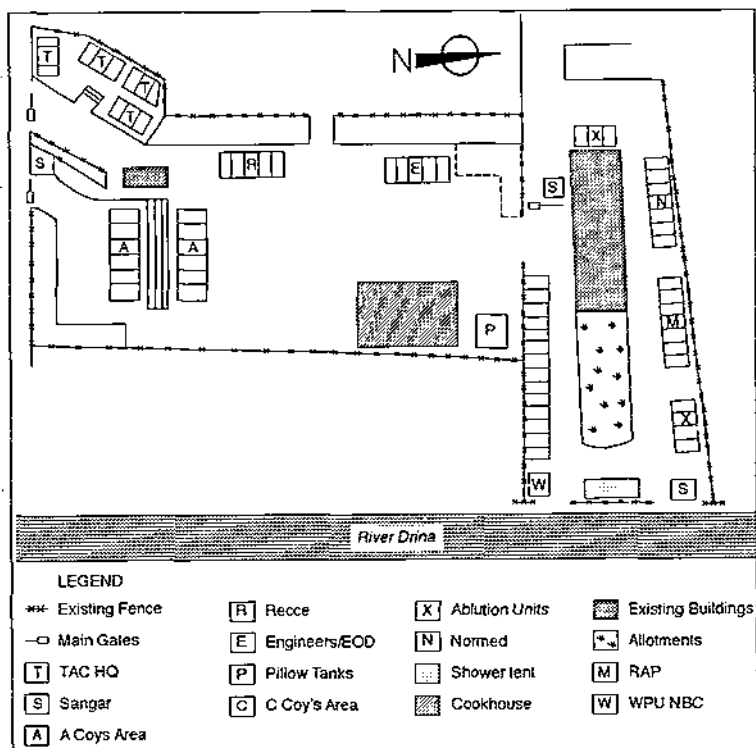 T
N
S
R
E
S
X
N
A
A
P
M
X
W
S
River Drina
LEGEND
Existing Fence
Main Gates
T TAC HQ
S Sangar
A A Coys Area
R Recce
E Engineers/EOD
P Pillow Tanks
C C Coy's Area
X Ablution Units
N Normed
Shower tent
Cookhouse
Existing Buildings
Allotments
M RAP
W WPU NBC